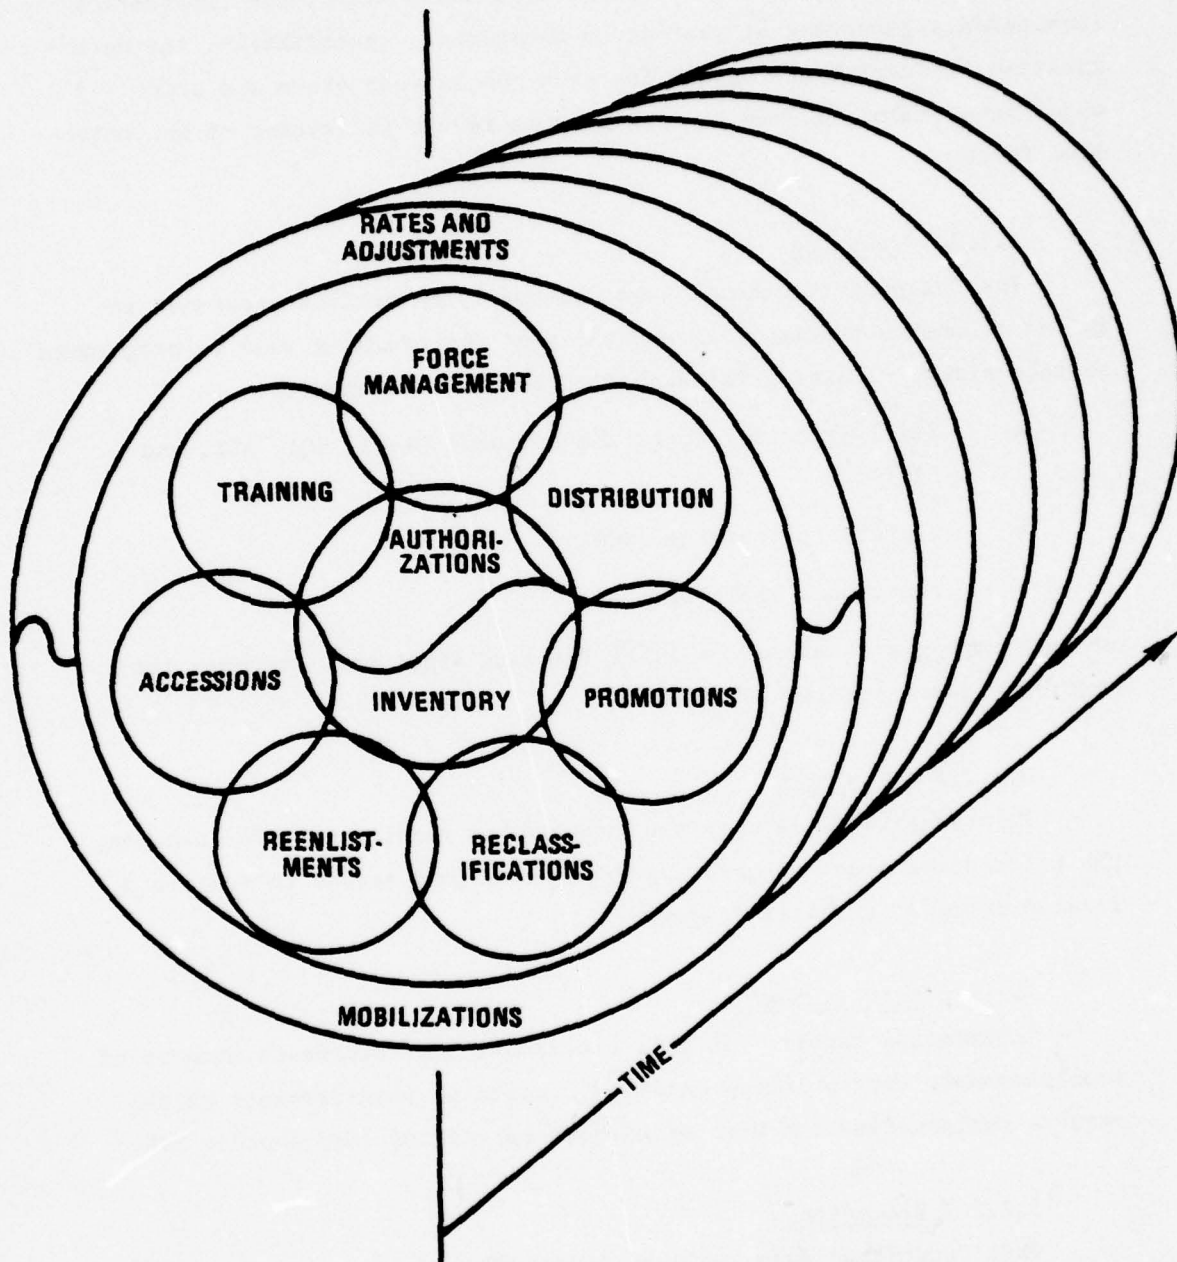 RATES AND
ADJUSTMENTS
FORCE
MANAGEMENT
TRAINING
DISTRIBUTION
AUTHORI-
ZATIONS
ACCESSIONS
INVENTORY
PROMOTIONS
REENLIST-
MENTS
RECLASS-
IFICATIONS
MOBILIZATIONS
TIME